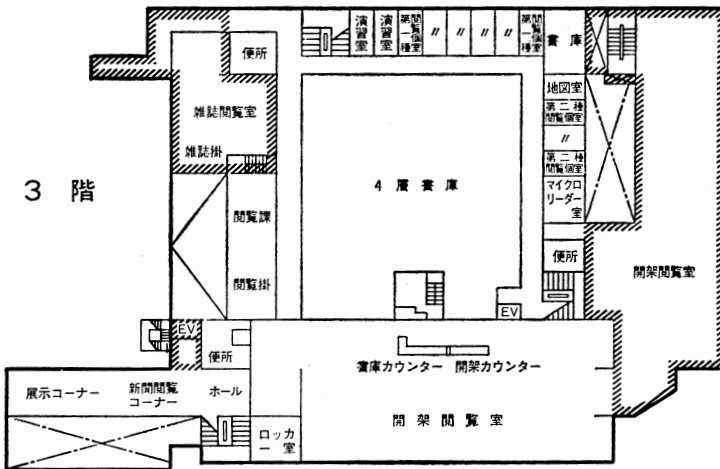 演習室
演習室
第一種
閲覧個室
〃
〃
〃
〃
第一種
閲覧個室
書庫
便所
地図室
第二種
閲覧個室
〃
第二種
閲覧個室
マイクロ
リーダー
室
雑誌閲覧室
雑誌掛
3 階
4 層 書 庫
閲覧課
閲覧掛
便所
開架閲覧室
EV
EV
便所
書庫カウンター 開架カウンター
展示コーナー
新聞閲覧
コーナー
ホール
開 架 閲 覧 室
ロッカ
ー室